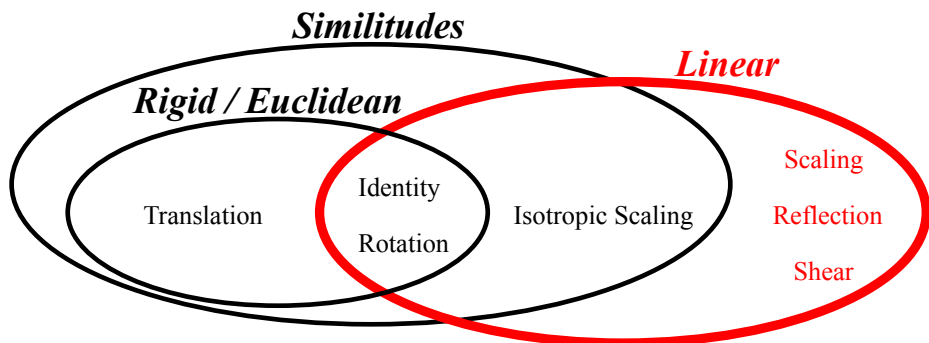 Similitudes
Linear
Rigid / Euclidean
Scaling
Identity
Translation
Isotropic Scaling
Reflection
Rotation
Shear